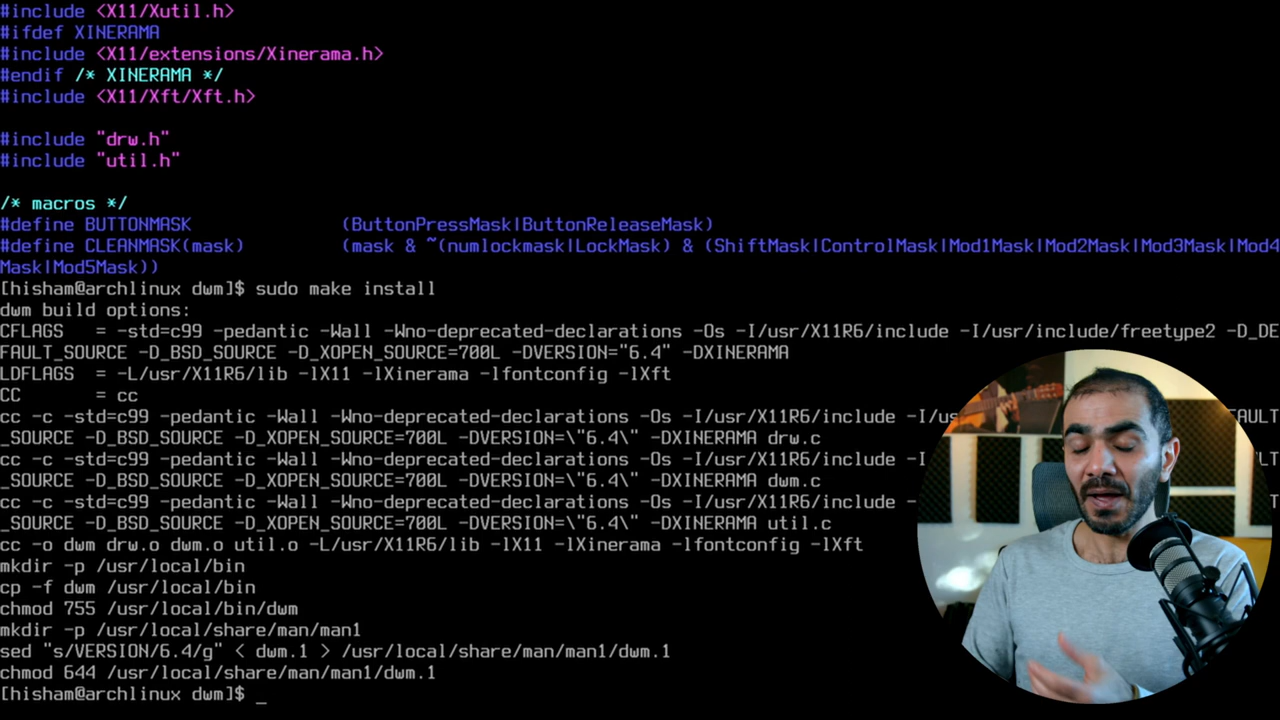 #include <X11/Xutil.h>
#ifdef XINERAMA
#include <X11/extensions/Xinerama.h>
#endif /* XINERAMA */
#include <X11/Xft/Xft.h>
#include "drw.h"
#include "util.h"
/* macros */
#define BUTTONMASK (ButtonPressMask|ButtonReleaseMask)
#define CLEANMASK(mask) (mask & ~(numlockmask|LockMask) & (ShiftMask|ControlMask|Mod1Mask|Mod2Mask|Mod3Mask|Mod4
Mask|Mod5Mask))
[hisham@archlinux dwm]$ sudo make install
dwm build options:
CFLAGS = -std=c99 -pedantic -Wall -Wno-deprecated-declarations -Os -I/usr/X11R6/include -I/usr/include/freetype2 -D_DE
FAULT_SOURCE -D_BSD_SOURCE -D_XOPEN_SOURCE=700L -DVERSION="6.4" -DXINERAMA
LDFLAGS = -L/usr/X11R6/lib -lX11 -lXinerama -lfontconfig -lXft
CC = cc
cc -c -std=c99 -pedantic -Wall -Wno-deprecated-declarations -Os -I/usr/X11R6/include -I/us FAULT
_SOURCE -D_BSD_SOURCE -D_XOPEN_SOURCE=700L -DVERSION=\"6.4\" -DXINERAMA drw.c
cc -c -std=c99 -pedantic -Wall -Wno-deprecated-declarations -Os -I/usr/X11R6/include -I LT
_SOURCE -D_BSD_SOURCE -D_XOPEN_SOURCE=700L -DVERSION=\"6.4\" -DXINERAMA dwm.c
cc -c -std=c99 -pedantic -Wall -Wno-deprecated-declarations -Os -I/usr/X11R6/include - T
_SOURCE -D_BSD_SOURCE -D_XOPEN_SOURCE=700L -DVERSION=\"6.4\" -DXINERAMA util.c
cc -o dwm drw.o dwm.o util.o -L/usr/X11R6/lib -lX11 -lXinerama -lfontconfig -lXft
mkdir -p /usr/local/bin
cp -f dwm /usr/local/bin
chmod 755 /usr/local/bin/dwm
mkdir -p /usr/local/share/man/man1
sed "s/VERSION/6.4/g" < dwm.1 > /usr/local/share/man/man1/dwm.1
chmod 644 /usr/local/share/man/man1/dwm.1
[hisham@archlinux dwm]$ _